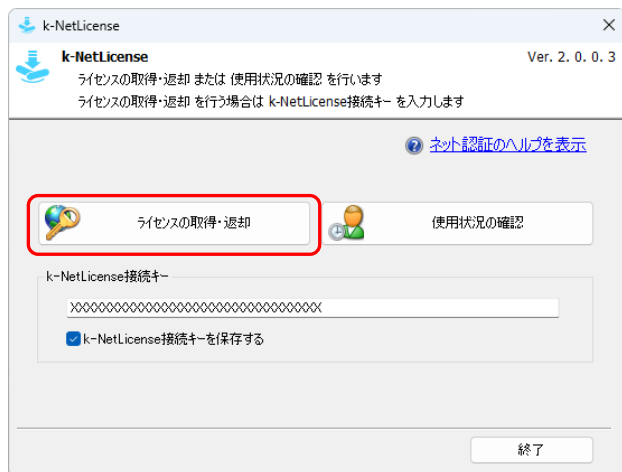 k-NetLicense
k-NetLicense
Ver. 2. 0. 0. 3
ライセンスの取得・返却 または 使用状況の確認 を行います
ライセンスの取得・返却 を行う場合は k-NetLicense接続キー を入力します
ネット認証のヘルプを表示
ライセンスの取得・返却
使用状況の確認
k-NetLicense接続キー
XXXXXXXXXXXXXXXXXXXXXXXXXXXXXXXX
k-NetLicense接続キーを保存する
終了